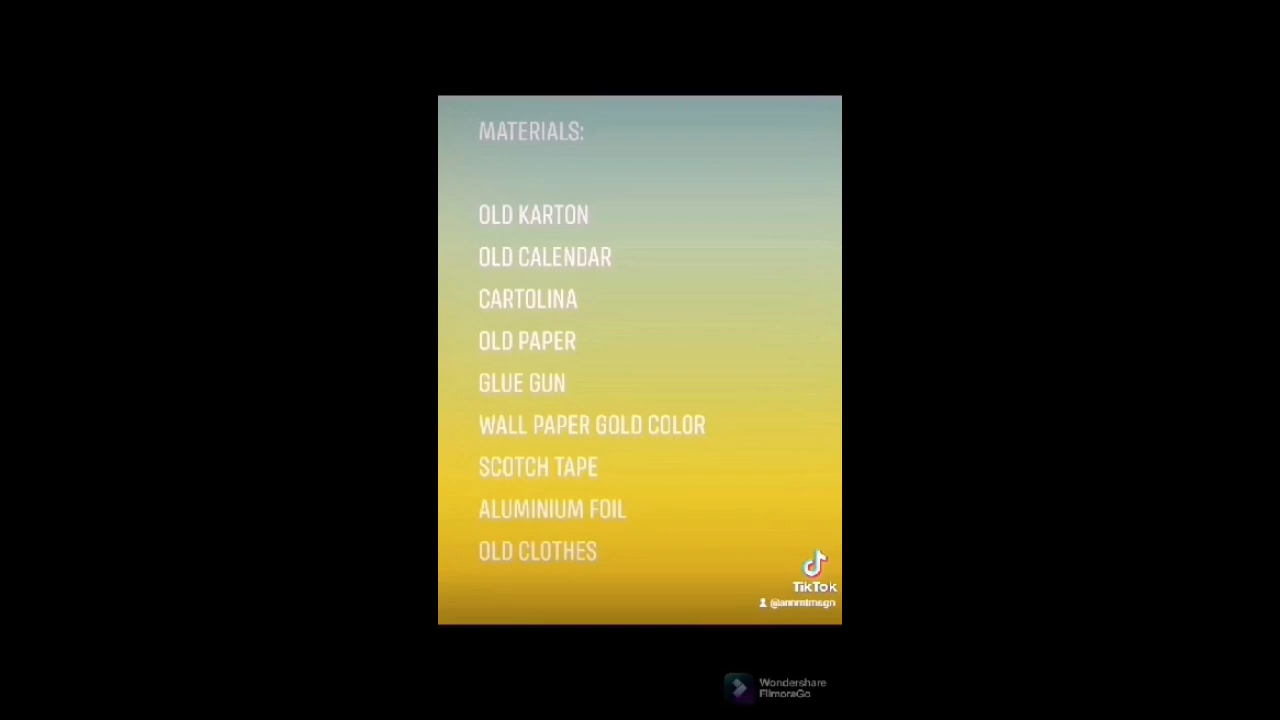 MATERIALS:
OLD KARTON
OLD CALENDAR
CARTOLINA
OLD PAPER
GLUE GUN
WALL PAPER GOLD COLOR
SCOTCH TAPE
ALUMINIUM FOIL
OLD CLOTHES
TikTok
Wondershare
FilmoraGo